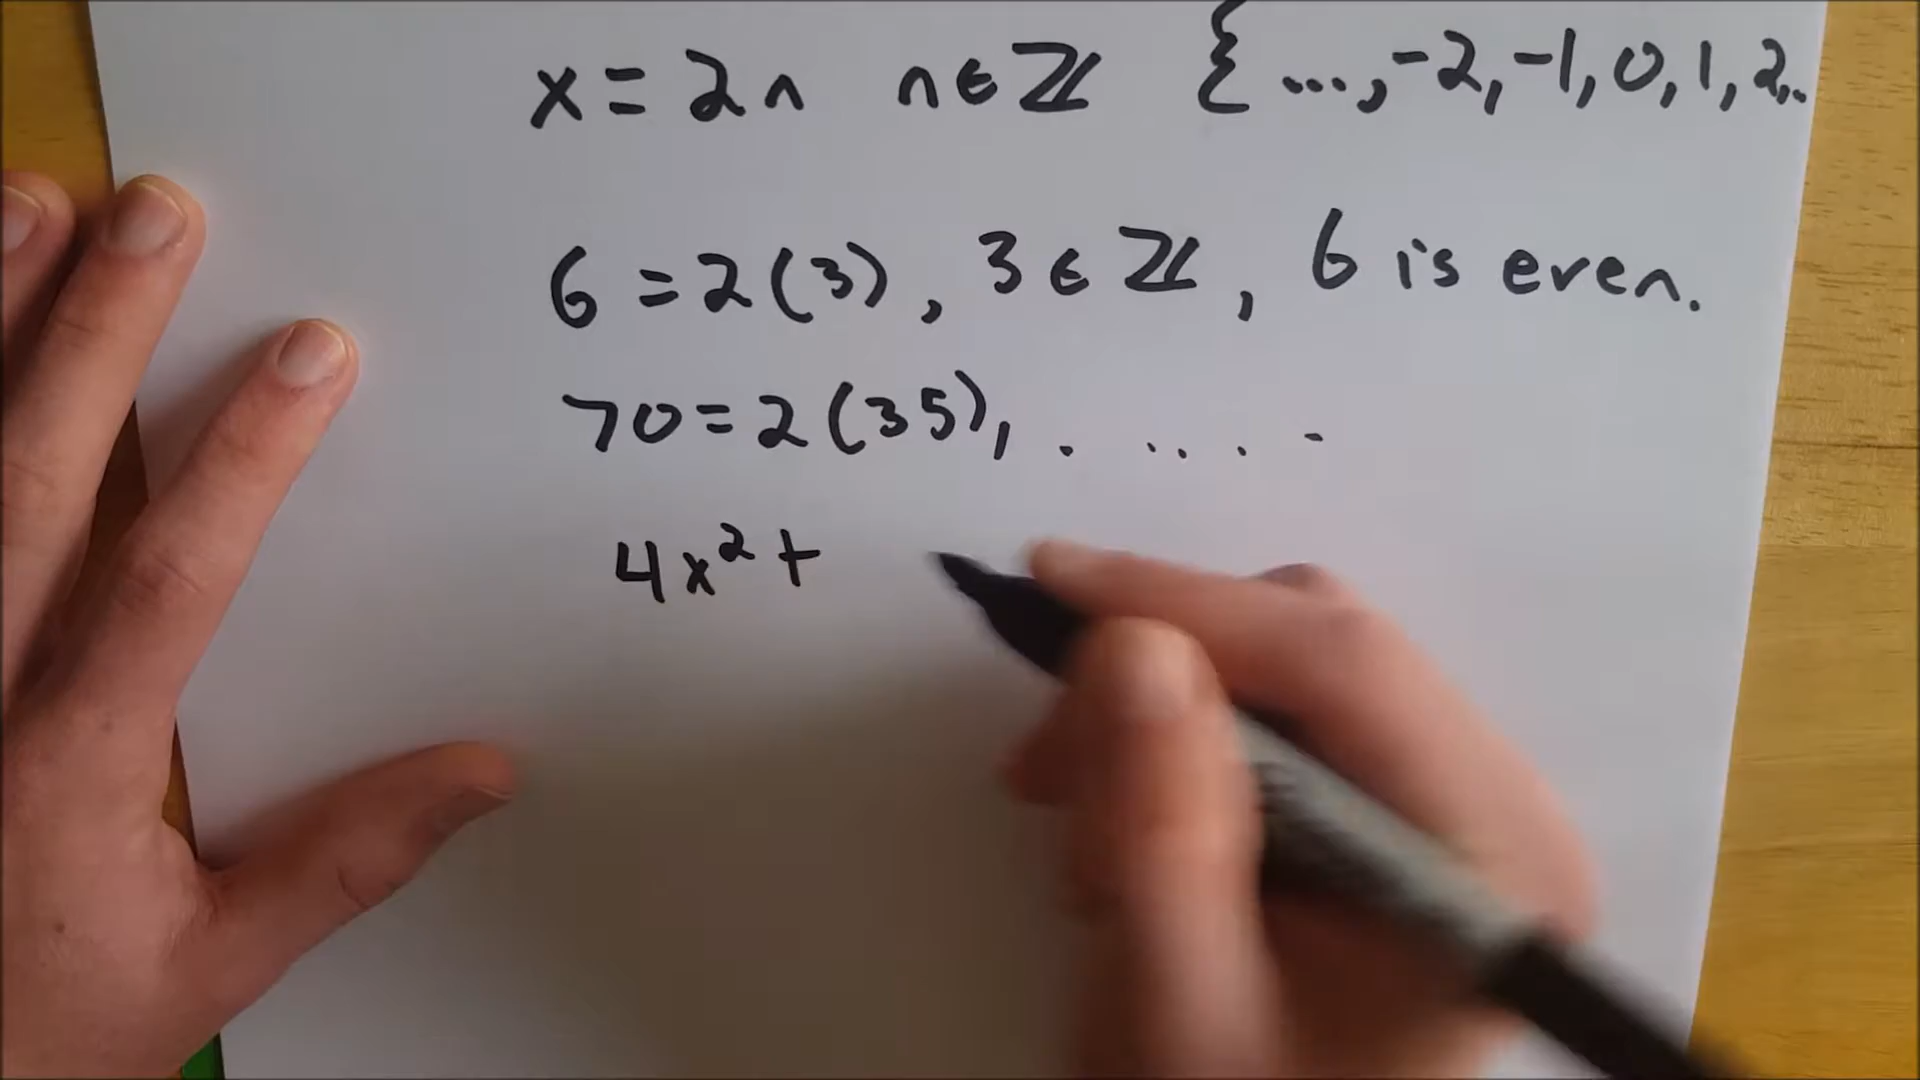 x = 2n n ∈ ℤ { ..., -2, -1, 0, 1, 2, ..
6 = 2(3), 3 ∈ ℤ, 6 is even.
70 = 2(35), . .. . -
4x² +